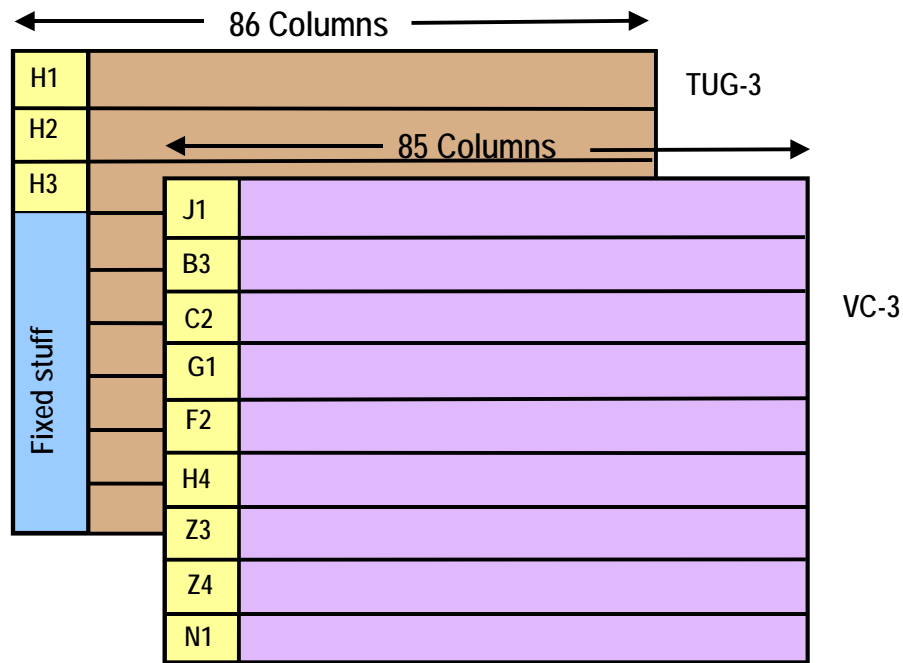 86 Columns
H1
TUG-3
H2
85 Columns
H3
J1
B3
VC-3
C2
G1
Fixed stuff
F2
H4
Z3
Z4
N1